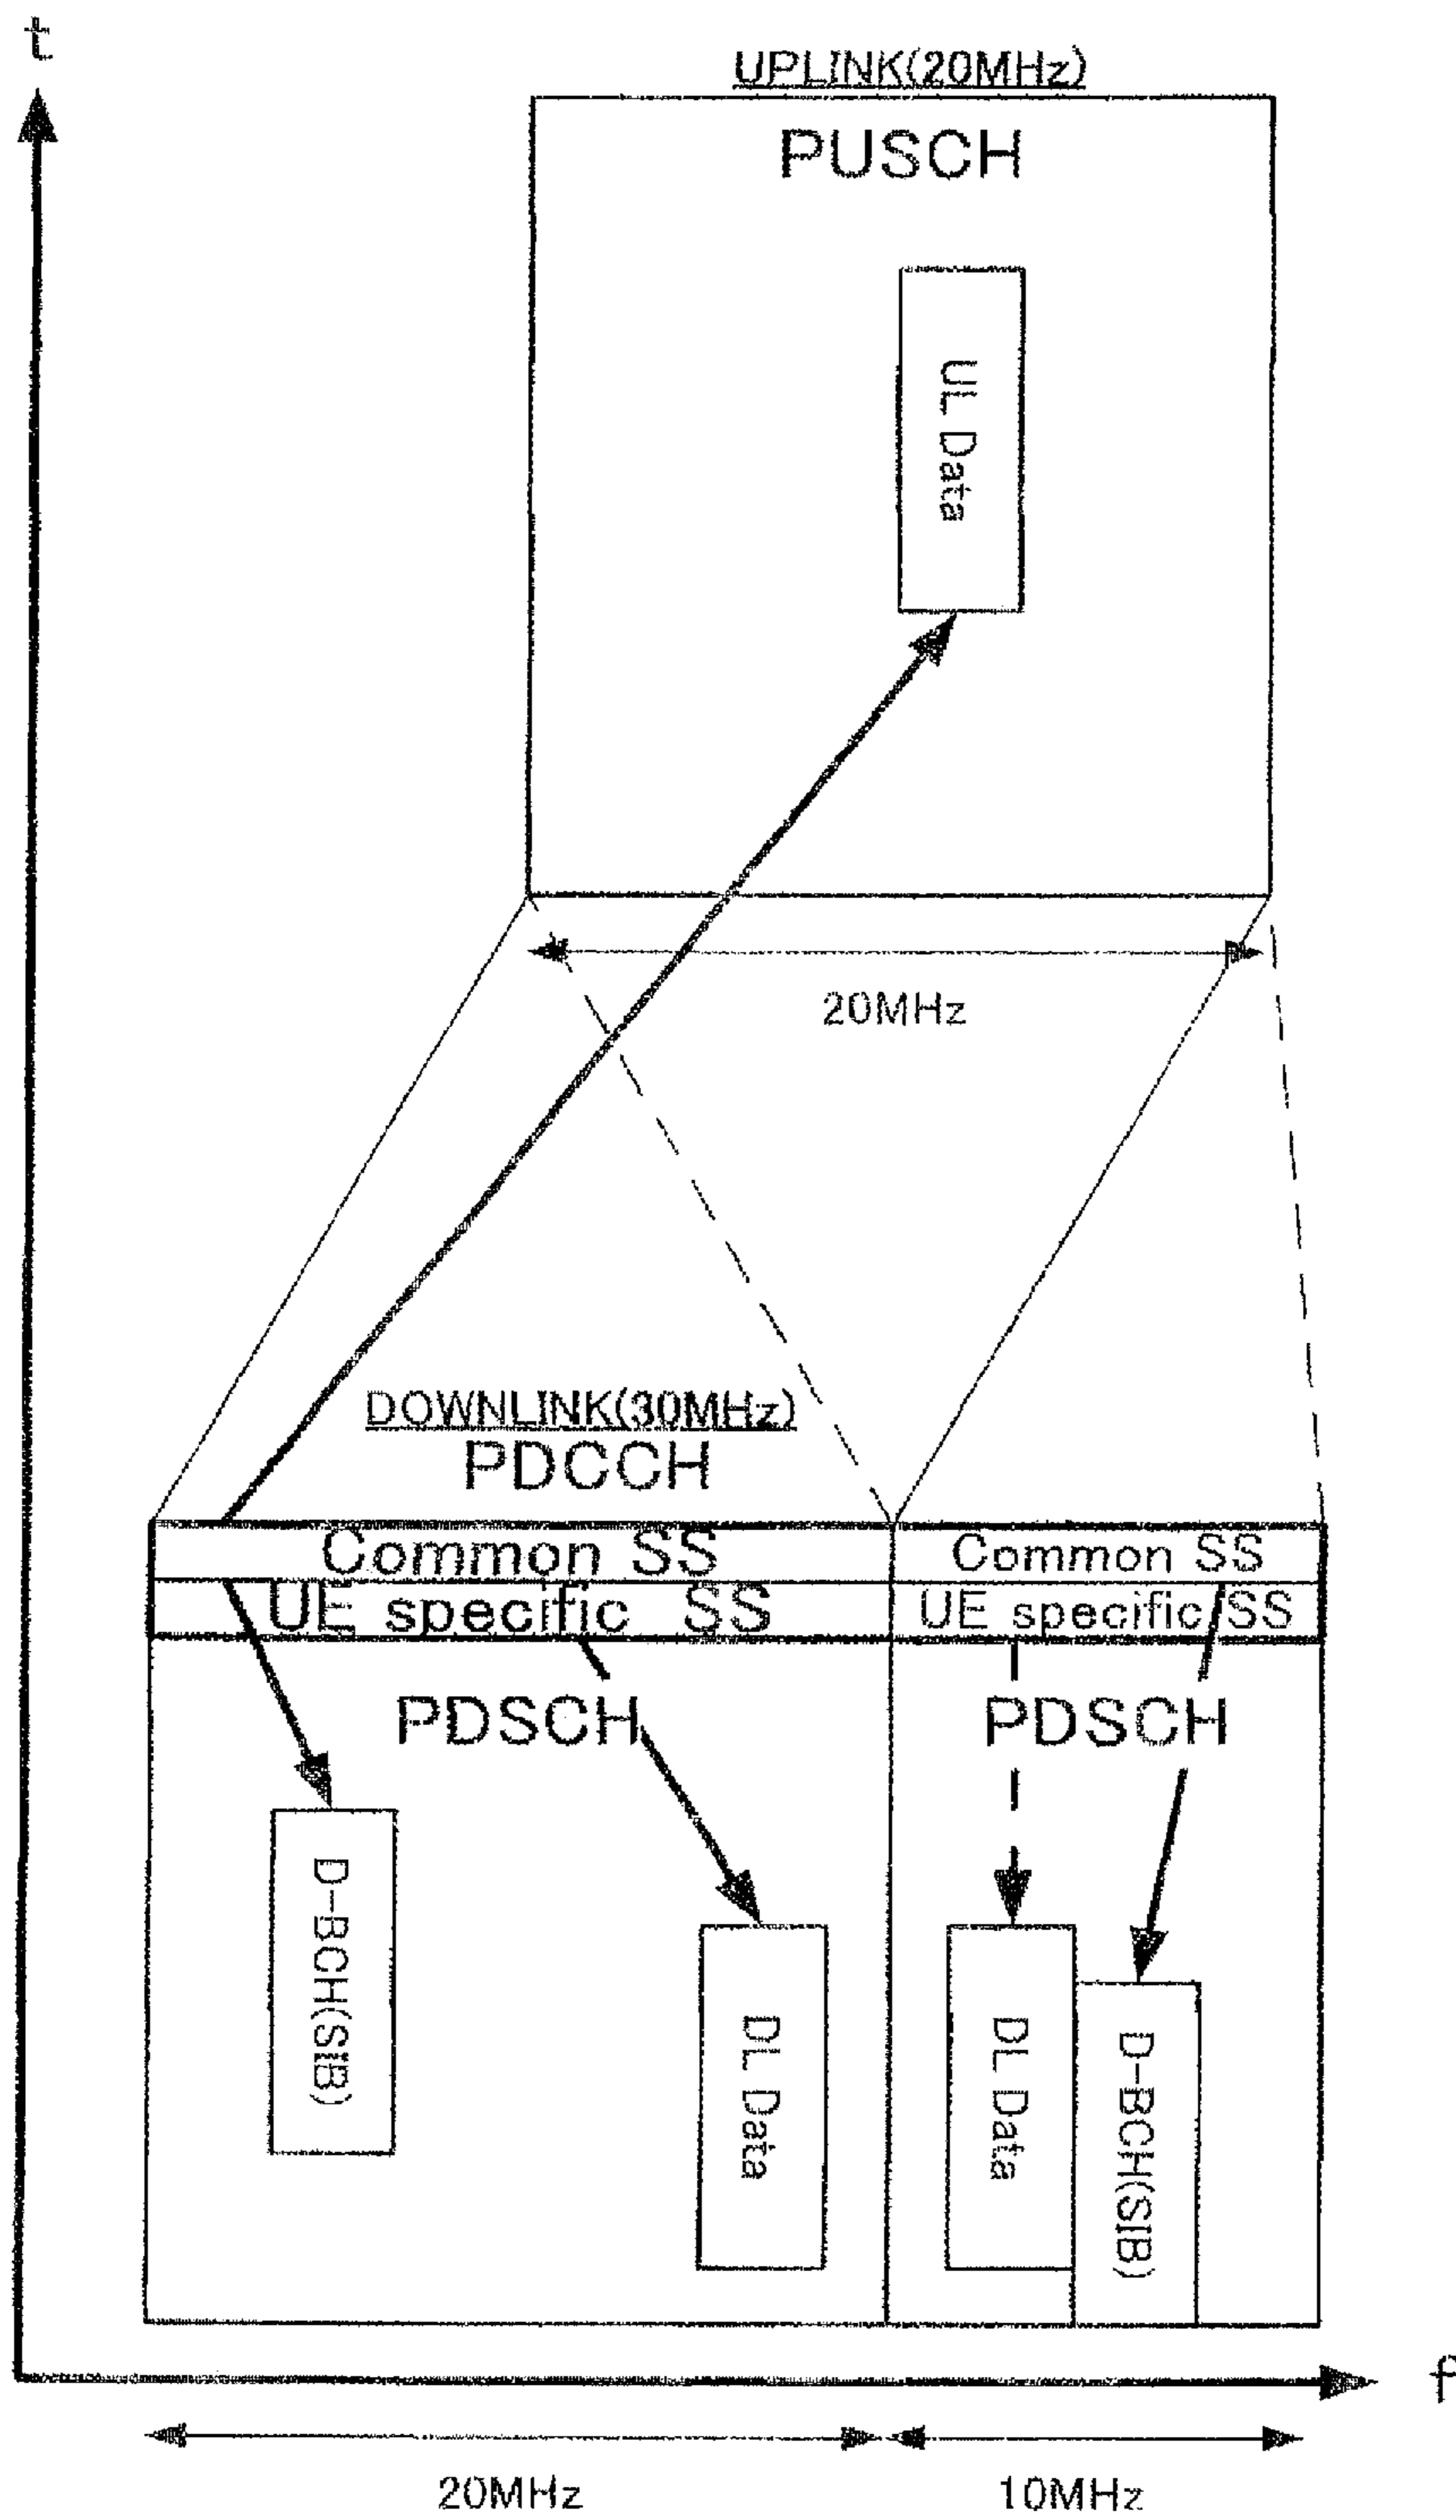 t
UPLINK(20MHz)
PUSCH
UL Data
20MHz
DOWNLINK(30MHz)
PDCCH
Common SS
Common SS
UE specific SS
UE specific SS
PDSCH
PDSCH
D-BCH(SIB)
DL Data
DL Data
D-BCH(SIB)
f
20MHz
10MHz